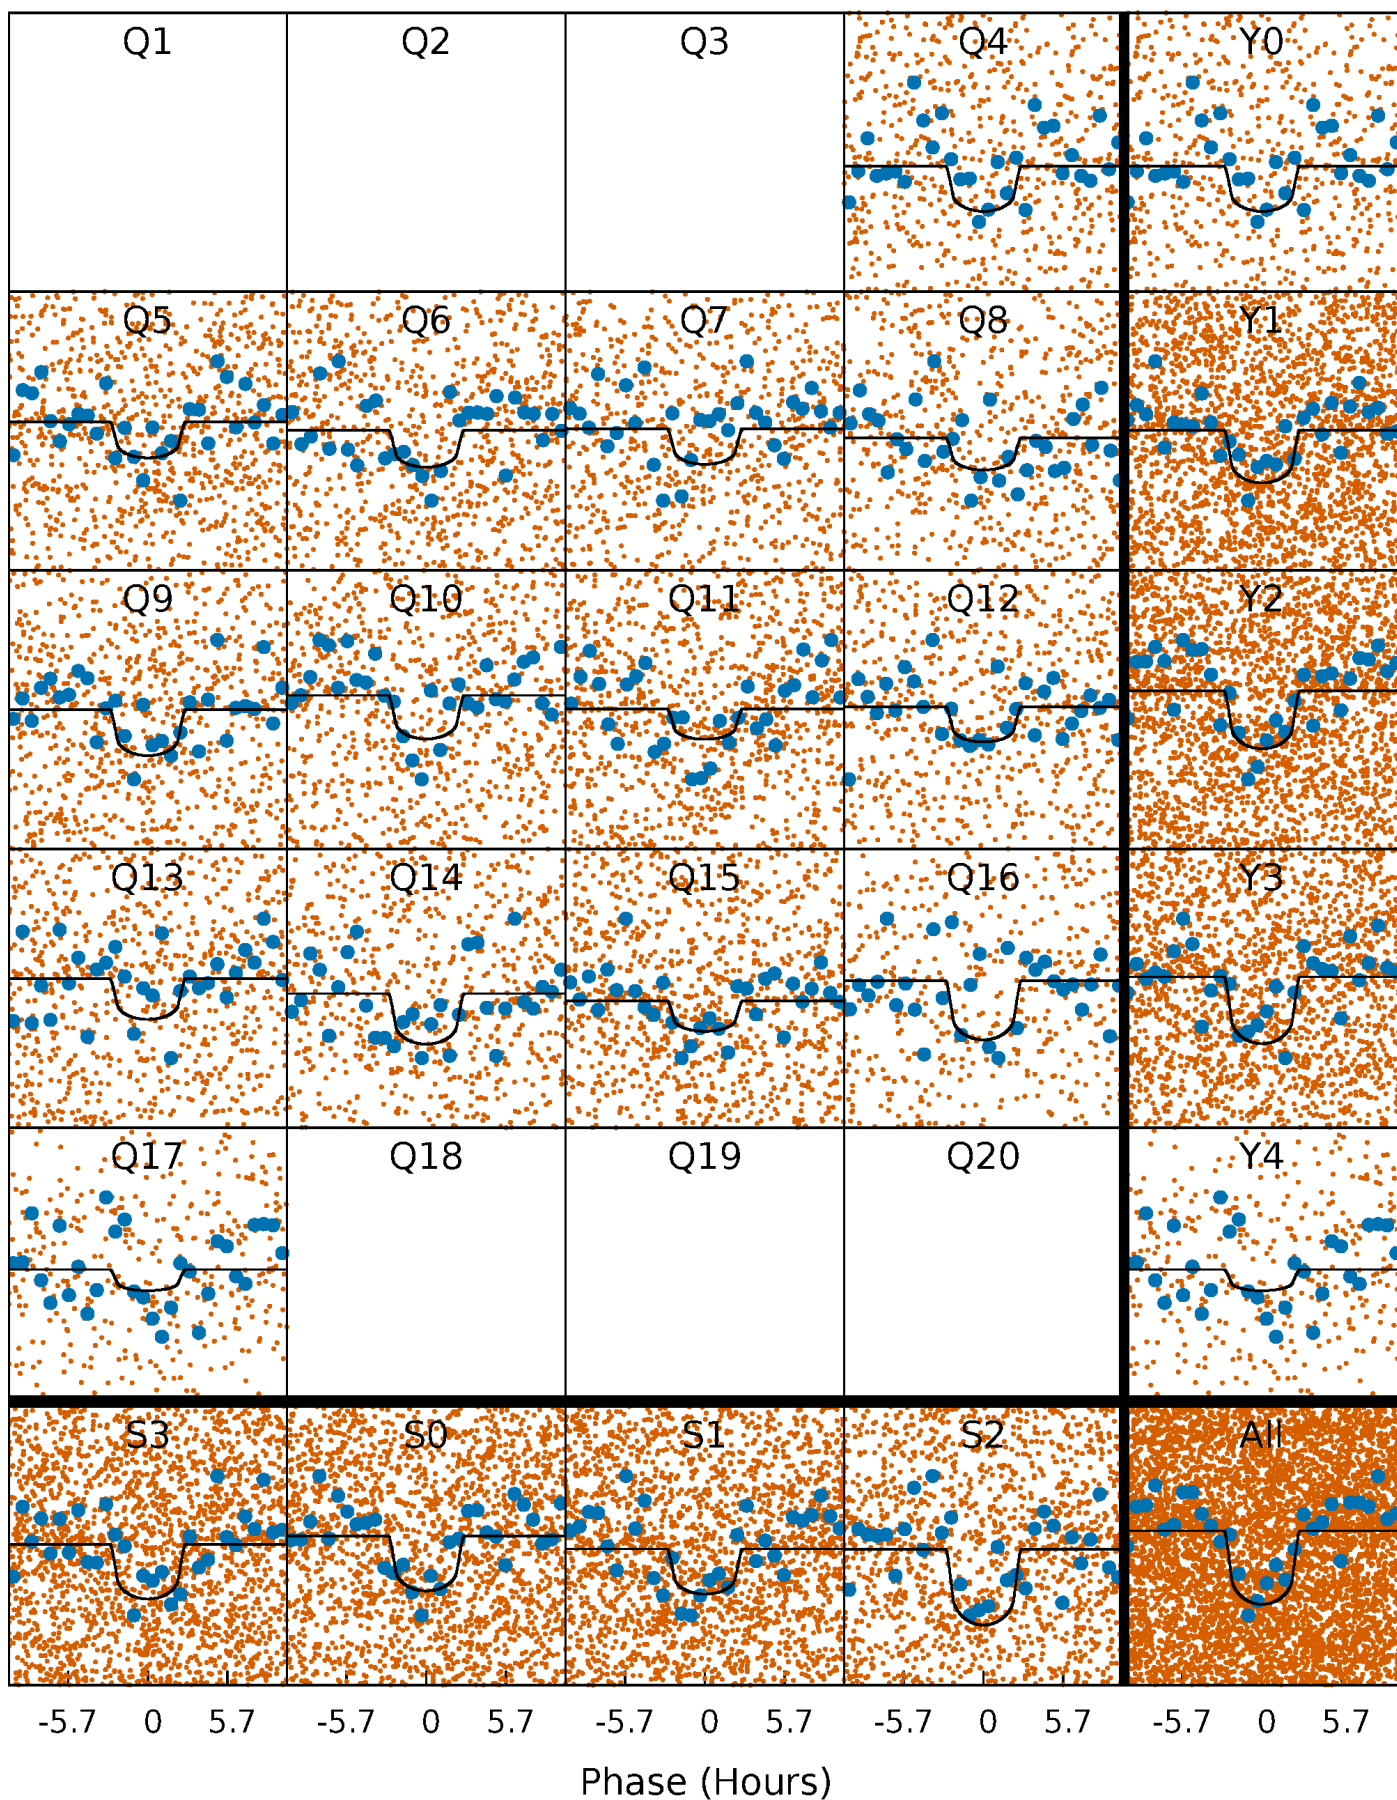 Q1 Q2 Q3 Q4 Y0
Q5 Q6 Q7 Q8 Y1
Q9 Q10 Q11 Q12 Y2
Q13 Q14 Q15 Q16 Y3
Q17 Q18 Q19 Q20 Y4
S3 S0 S1 S2 All
-5.7 0 5.7 -5.7 0 5.7 -5.7 0 5.7 -5.7 0 5.7 -5.7 0 5.7
Phase (Hours)